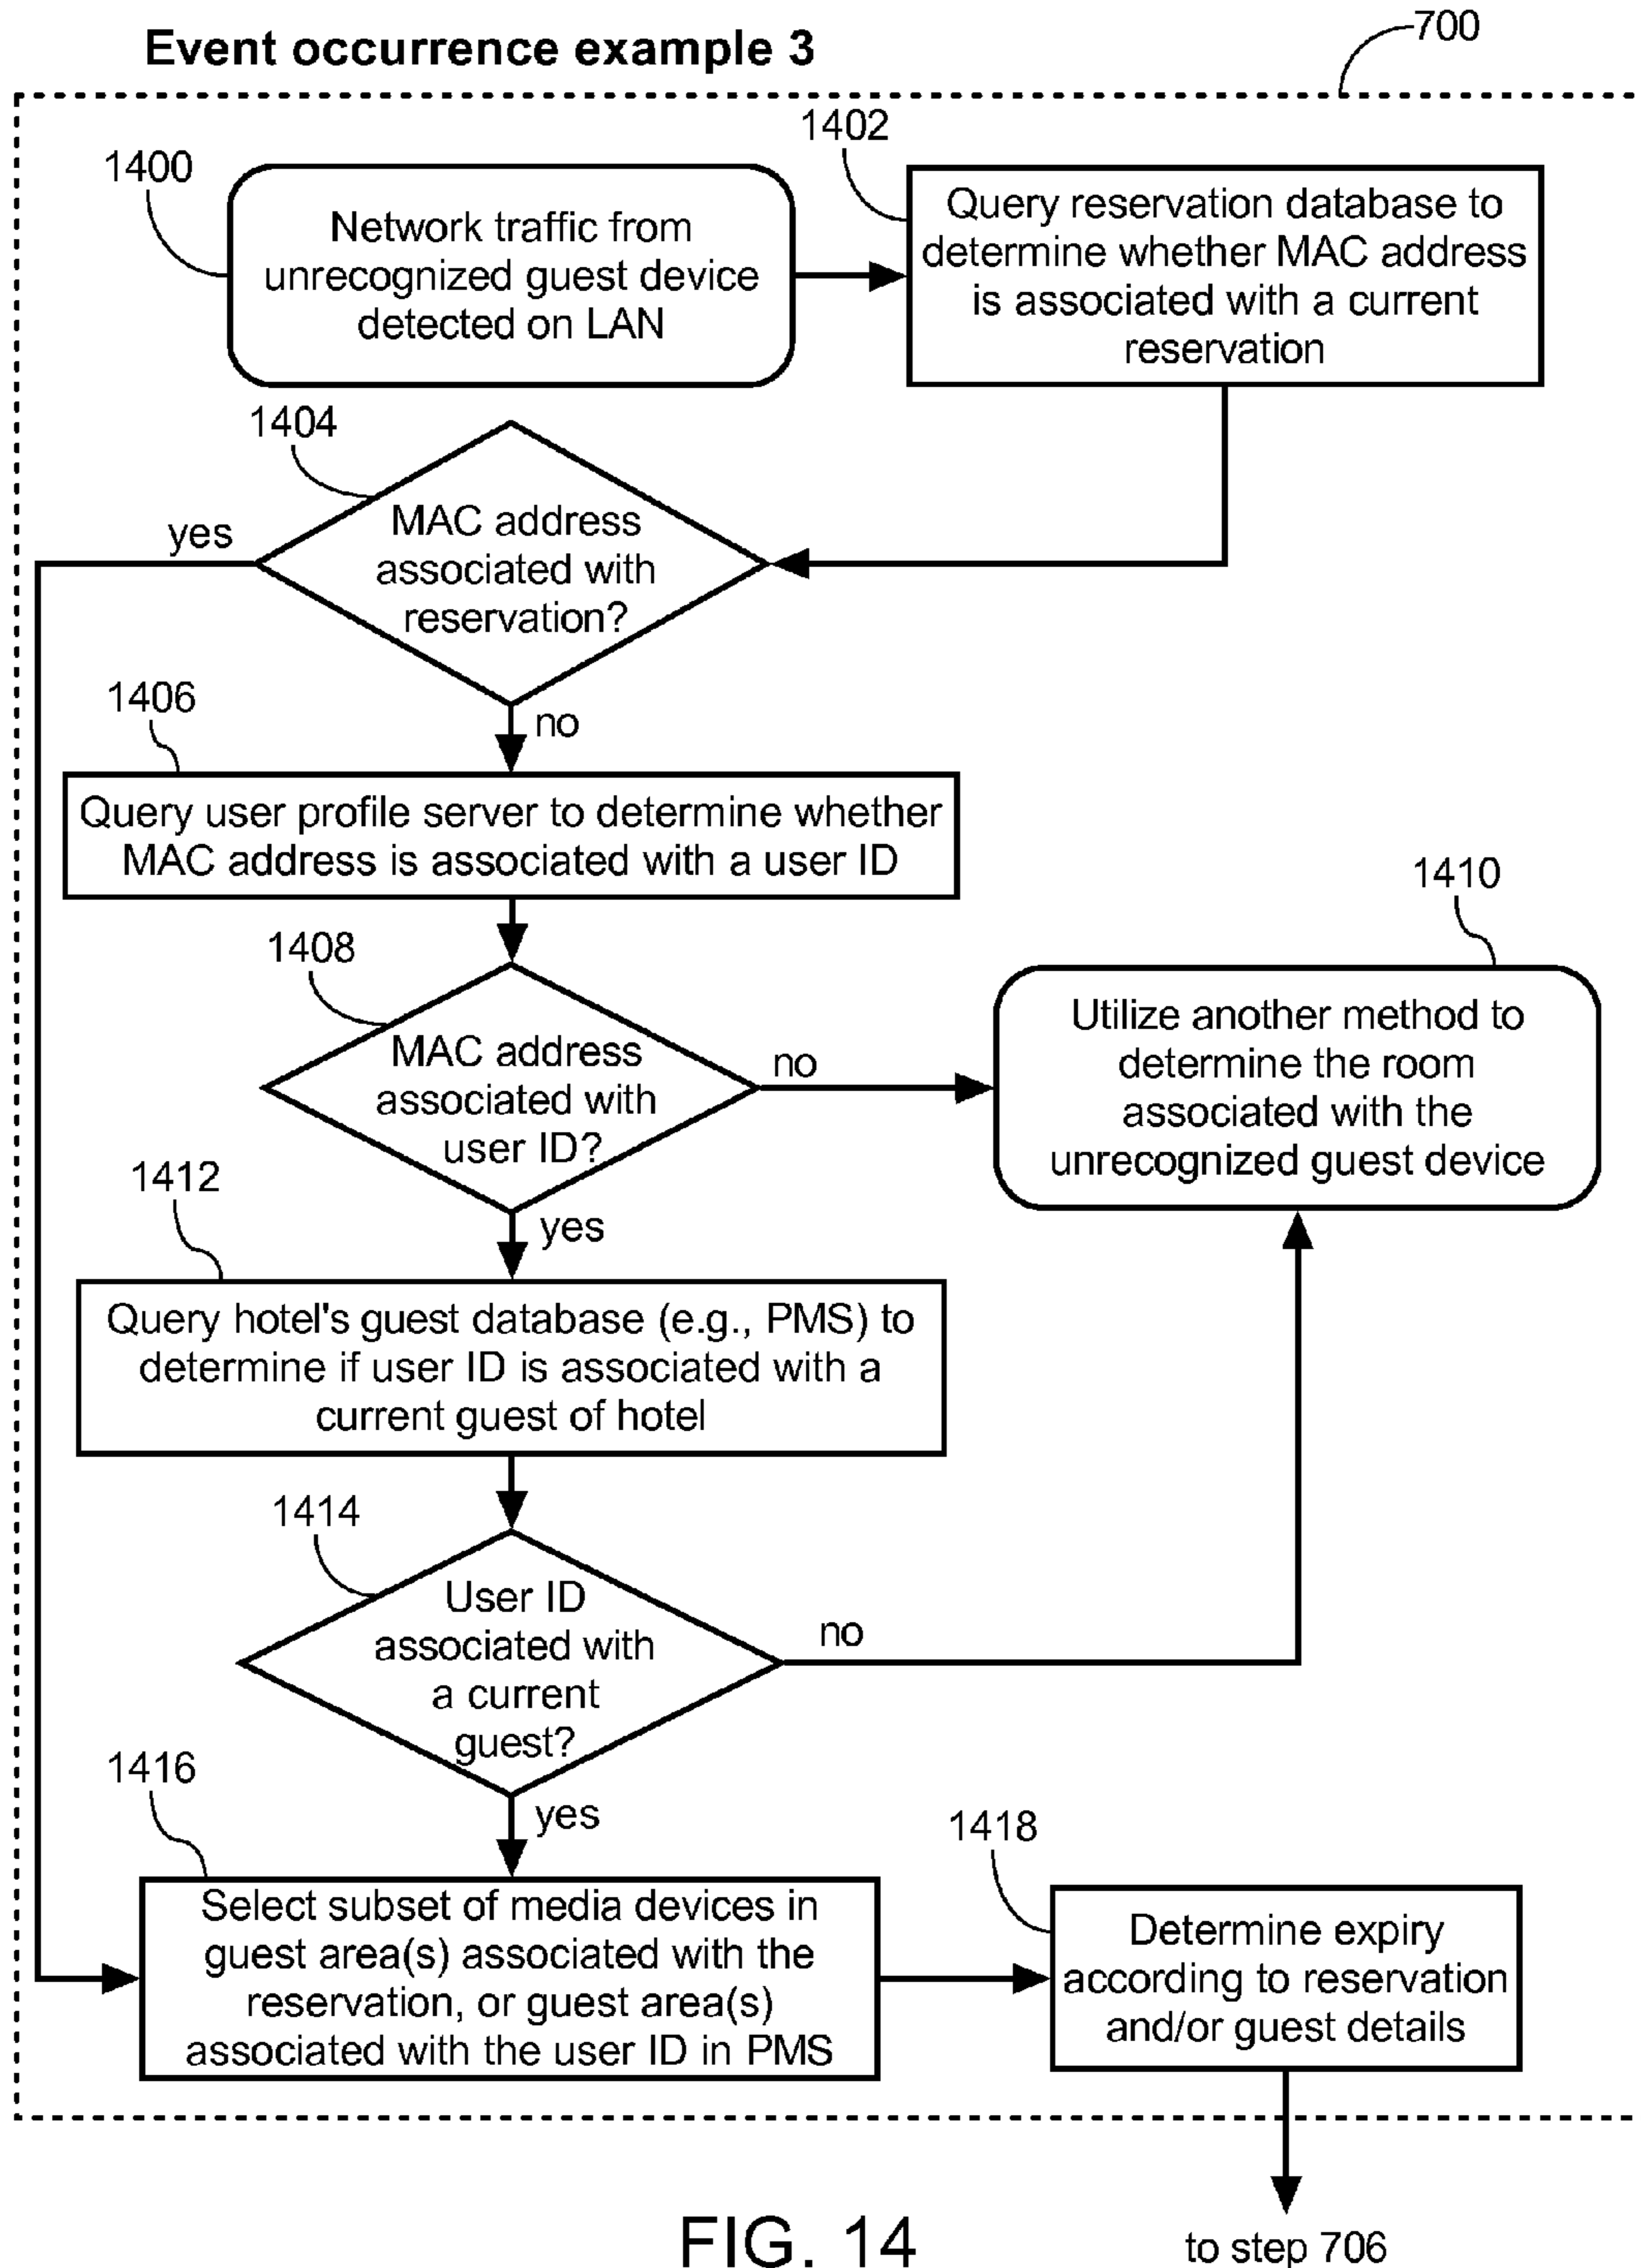 Event occurrence example 3
700
1400
Network traffic from
unrecognized guest device
detected on LAN
1402
Query reservation database to
determine whether MAC address
is associated with a current
reservation
1404
MAC address
associated with
reservation?
yes
no
1406
Query user profile server to determine whether
MAC address is associated with a user ID
1408
MAC address
associated with
user ID?
no
yes
1410
Utilize another method to
determine the room
associated with the
unrecognized guest device
1412
Query hotel's guest database (e.g., PMS) to
determine if user ID is associated with a
current guest of hotel
1414
User ID
associated with
a current
guest?
no
yes
1416
Select subset of media devices in
guest area(s) associated with the
reservation, or guest area(s)
associated with the user ID in PMS
1418
Determine expiry
according to reservation
and/or guest details
to step 706
FIG. 14